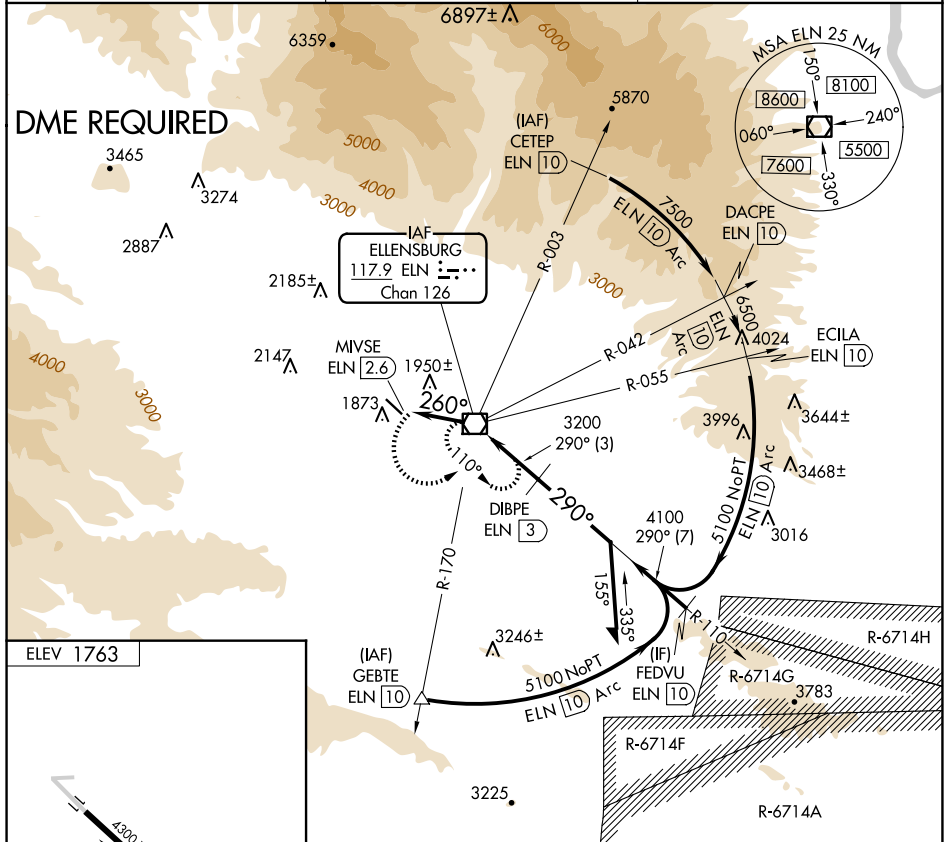 6897±
6000
6359
MSA ELN 25 NM
150°
8100
8600
240°
060°
5500
7600
330°
DME REQUIRED
5870
(IAF)
CETEP
ELN 10
5000
3465
4000
3274
3000
7500
ELN 10 Arc
DACPE
ELN 10
2887
IAF
ELLENSBURG
117.9 ELN
Chan 126
R-003
2185±
3000
6500
ELN 10 Arc
4024
R-042
ECILA
ELN 10
R-055
2147
MIVSE
ELN 2.6
1950±
4000
3000
1873
260°
3200
290° (3)
3996
3644±
110°
3468±
DIBPE
ELN 3
290°
5100 NoPT
ELN 10 Arc
4100
290° (7)
3016
R-170
155°
335°
R-110
R-6714H
ELEV 1763
3246±
(IAF)
GEBTE
ELN 10
5100 NoPT
ELN 10 Arc
(IF)
FEDVU
ELN 10
R-6714G
3783
R-6714F
3225
R-6714A
4300